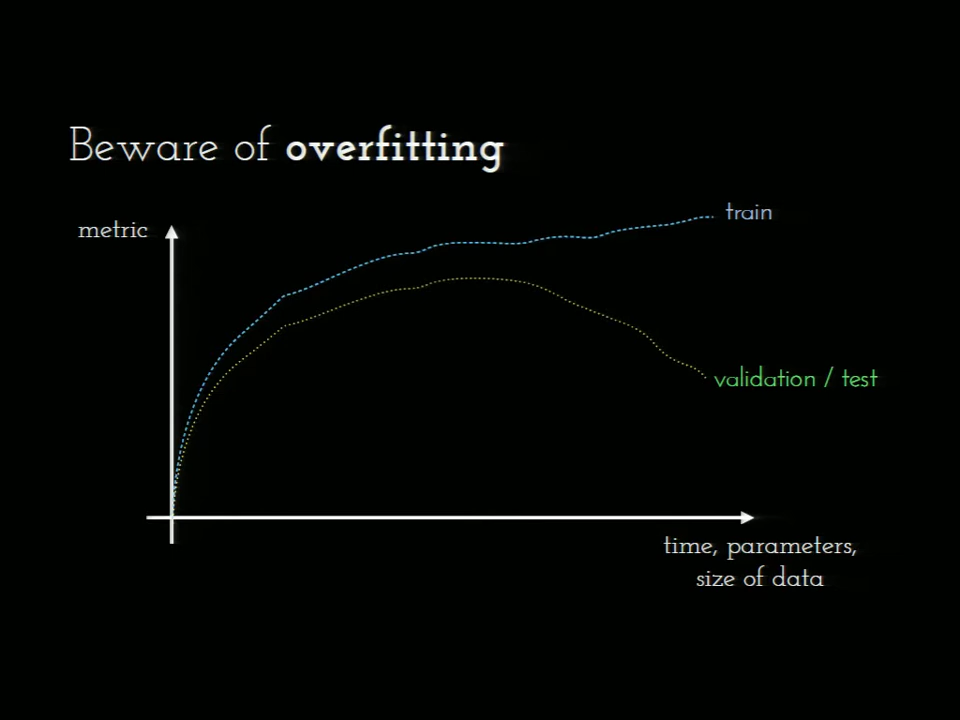 Beware of overfitting
metric
train
validation / test
time, parameters,
size of data